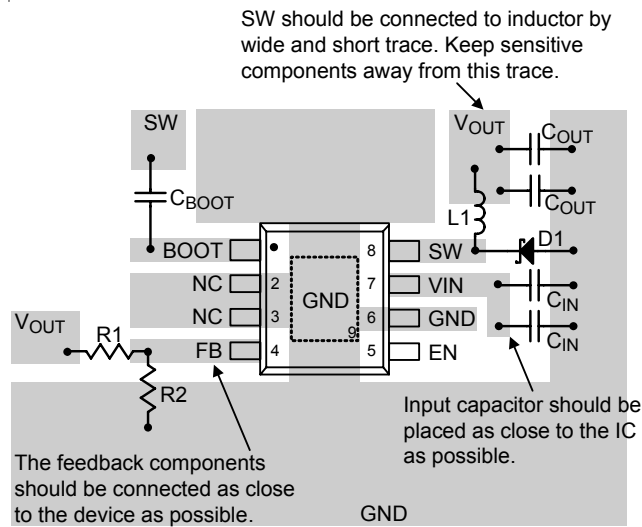 SW should be connected to inductor by
wide and short trace. Keep sensitive
components away from this trace.
SW
VOUT
COUT
CBOOT
COUT
L1
D1
BOOT
8
SW
NC
2
7
VIN
CIN
GND
NC
3
6
GND
9
CIN
VOUT
R1
FB
4
5
EN
R2
Input capacitor should be
placed as close to the IC
as possible.
The feedback components
should be connected as close
to the device as possible.
GND